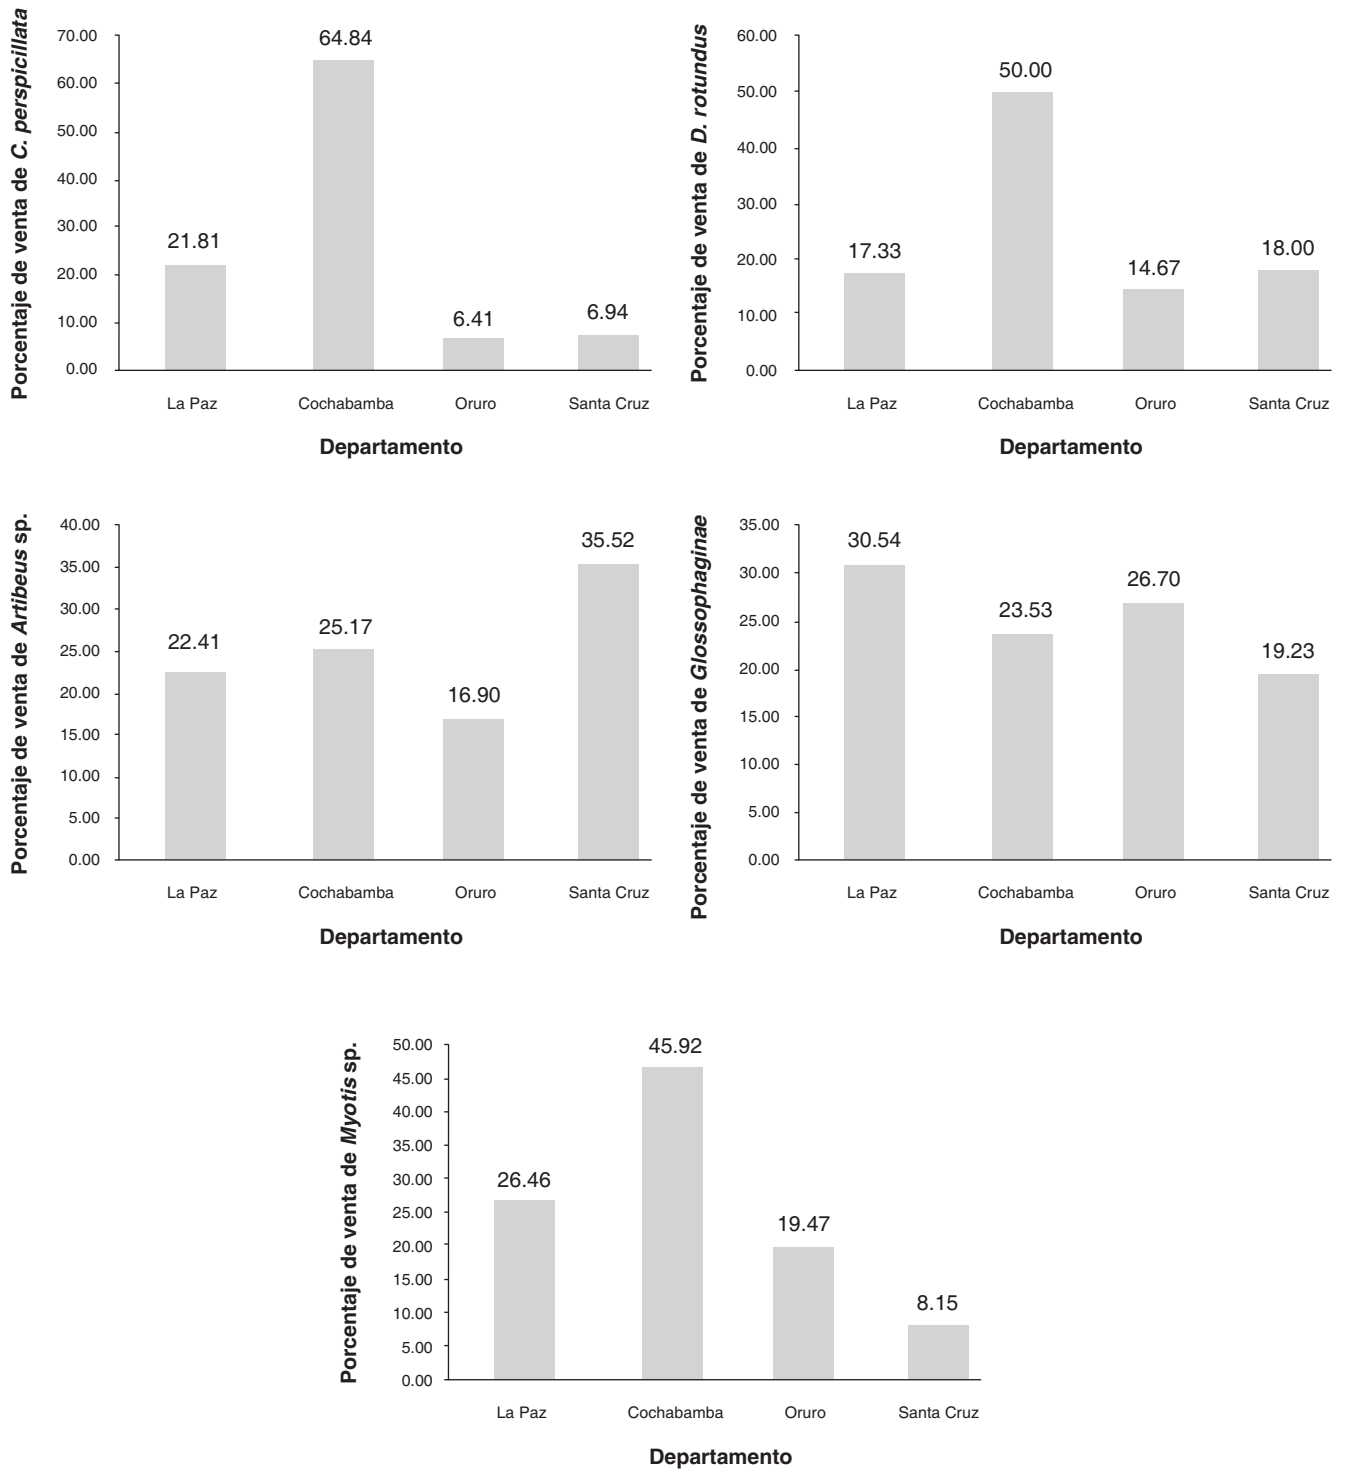 Porcentaje de venta de C. perspicillata
70.00
60.00
50.00
40.00
30.00
20.00
10.00
0.00
21.81
64.84
6.41
6.94
La Paz
Cochabamba
Oruro
Santa Cruz
Departamento
Porcentaje de venta de D. rotundus
60.00
50.00
40.00
30.00
20.00
10.00
0.00
17.33
50.00
14.67
18.00
La Paz
Cochabamba
Oruro
Santa Cruz
Departamento
Porcentaje de venta de Artibeus sp.
40.00
35.00
30.00
25.00
20.00
15.00
10.00
5.00
0.00
22.41
25.17
16.90
35.52
La Paz
Cochabamba
Oruro
Santa Cruz
Departamento
Porcentaje de venta de Glossophaginae
35.00
30.00
25.00
20.00
15.00
10.00
5.00
0.00
30.54
23.53
26.70
19.23
La Paz
Cochabamba
Oruro
Santa Cruz
Departamento
Porcentaje de venta de Myotis sp.
50.00
45.00
40.00
35.00
30.00
25.00
20.00
15.00
10.00
5.00
0.00
26.46
45.92
19.47
8.15
La Paz
Cochabamba
Oruro
Santa Cruz
Departamento